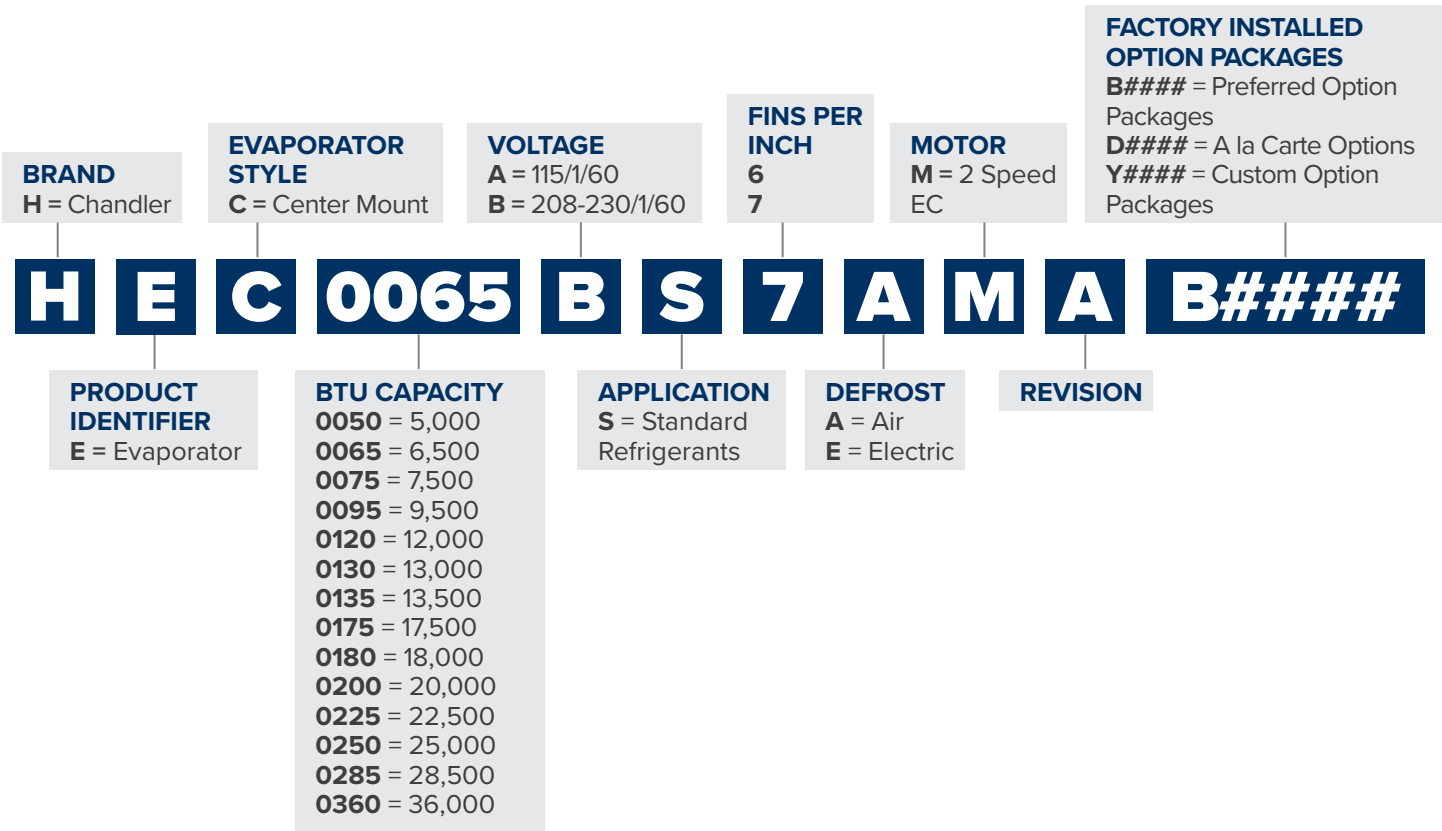 BRAND
H = Chandler
EVAPORATOR
STYLE
C = Center Mount
VOLTAGE
A = 115/1/60
B = 208-230/1/60
FINS PER
INCH
6
7
MOTOR
M = 2 Speed
EC
FACTORY INSTALLED
OPTION PACKAGES
B#### = Preferred Option
Packages
D#### = A la Carte Options
Y#### = Custom Option
Packages
H E C 0065 B S 7 A M A B####
PRODUCT
IDENTIFIER
E = Evaporator
BTU CAPACITY
0050 = 5,000
0065 = 6,500
0075 = 7,500
0095 = 9,500
0120 = 12,000
0130 = 13,000
0135 = 13,500
0175 = 17,500
0180 = 18,000
0200 = 20,000
0225 = 22,500
0250 = 25,000
0285 = 28,500
0360 = 36,000
APPLICATION
S = Standard
Refrigerants
DEFROST
A = Air
E = Electric
REVISION